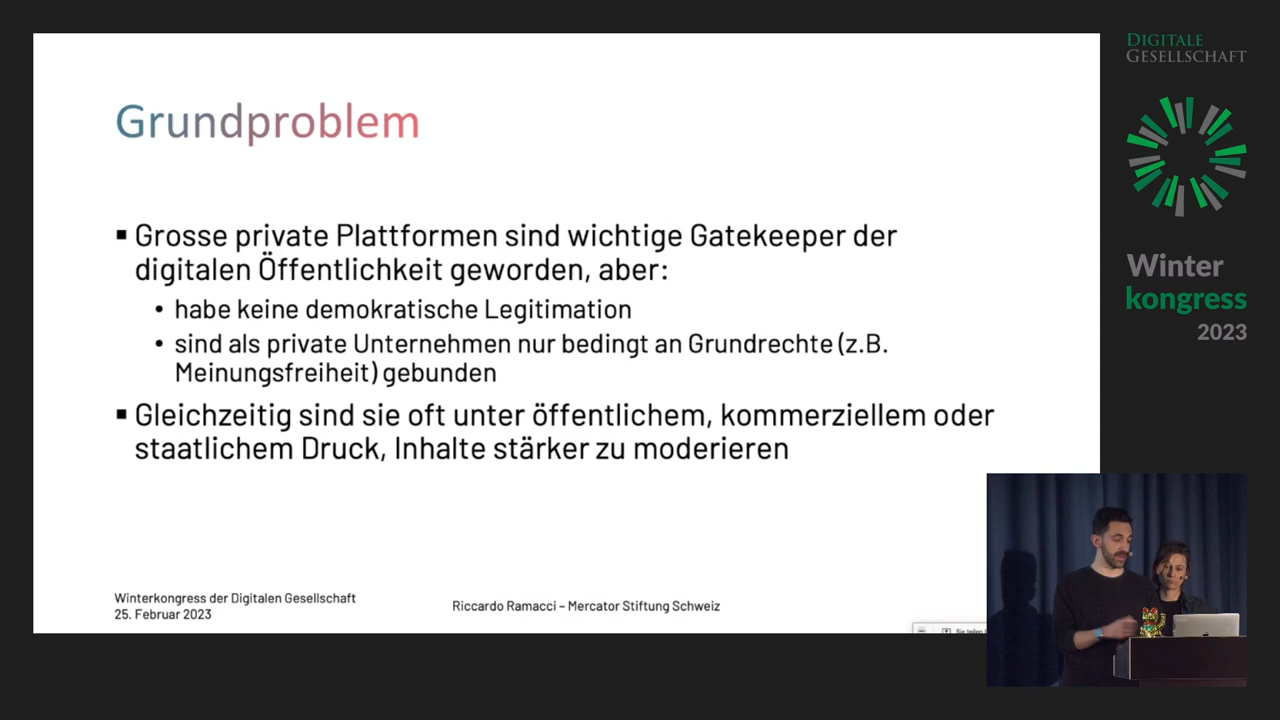 Grundproblem
▪ Grosse private Plattformen sind wichtige Gatekeeper der
digitalen Öffentlichkeit geworden, aber:
• habe keine demokratische Legitimation
• sind als private Unternehmen nur bedingt an Grundrechte (z.B.
Meinungsfreiheit) gebunden
▪ Gleichzeitig sind sie oft unter öffentlichem, kommerziellem oder
staatlichem Druck, Inhalte stärker zu moderieren
Winterkongress der Digitalen Gesellschaft
25. Februar 2023
Riccardo Ramacci – Mercator Stiftung Schweiz
Sie teilen
DIGITALE
GESELLSCHAFT
Winter
kongress
2023